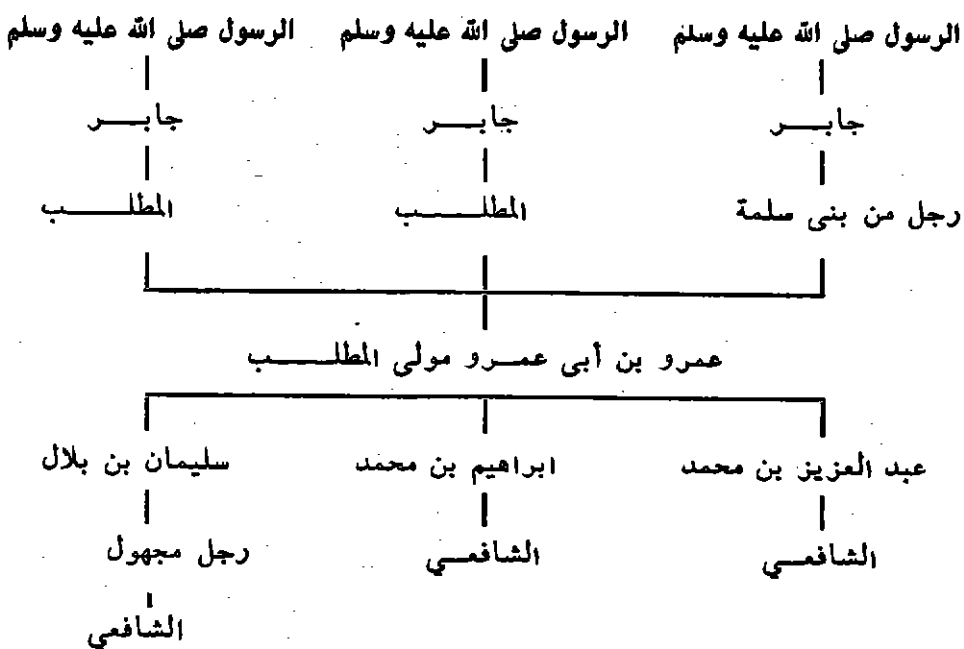 الرسول صلى الله عليه وسلم الرسول صلى الله عليه وسلم الرسول صلى الله عليه وسلم
جابر جابر جابر
رجل من بنى سلمة المطلب المطلب
عمرو بن أبى عمرو مولى المطلب
عبد العزيز بن محمد ابراهيم بن محمد سليمان بن بلال
الشافعي الشافعي رجل مجهول
الشافعي